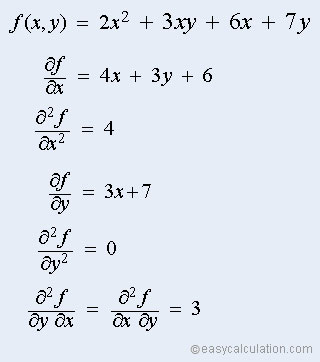 f(x,y) = 2x² + 3xy + 6x + 7y
∂f/∂x = 4x + 3y + 6
∂²f/∂x² = 4
∂f/∂y = 3x+7
∂²f/∂y² = 0
∂²f/∂y ∂x = ∂²f/∂x ∂y = 3
©easycalculation.com